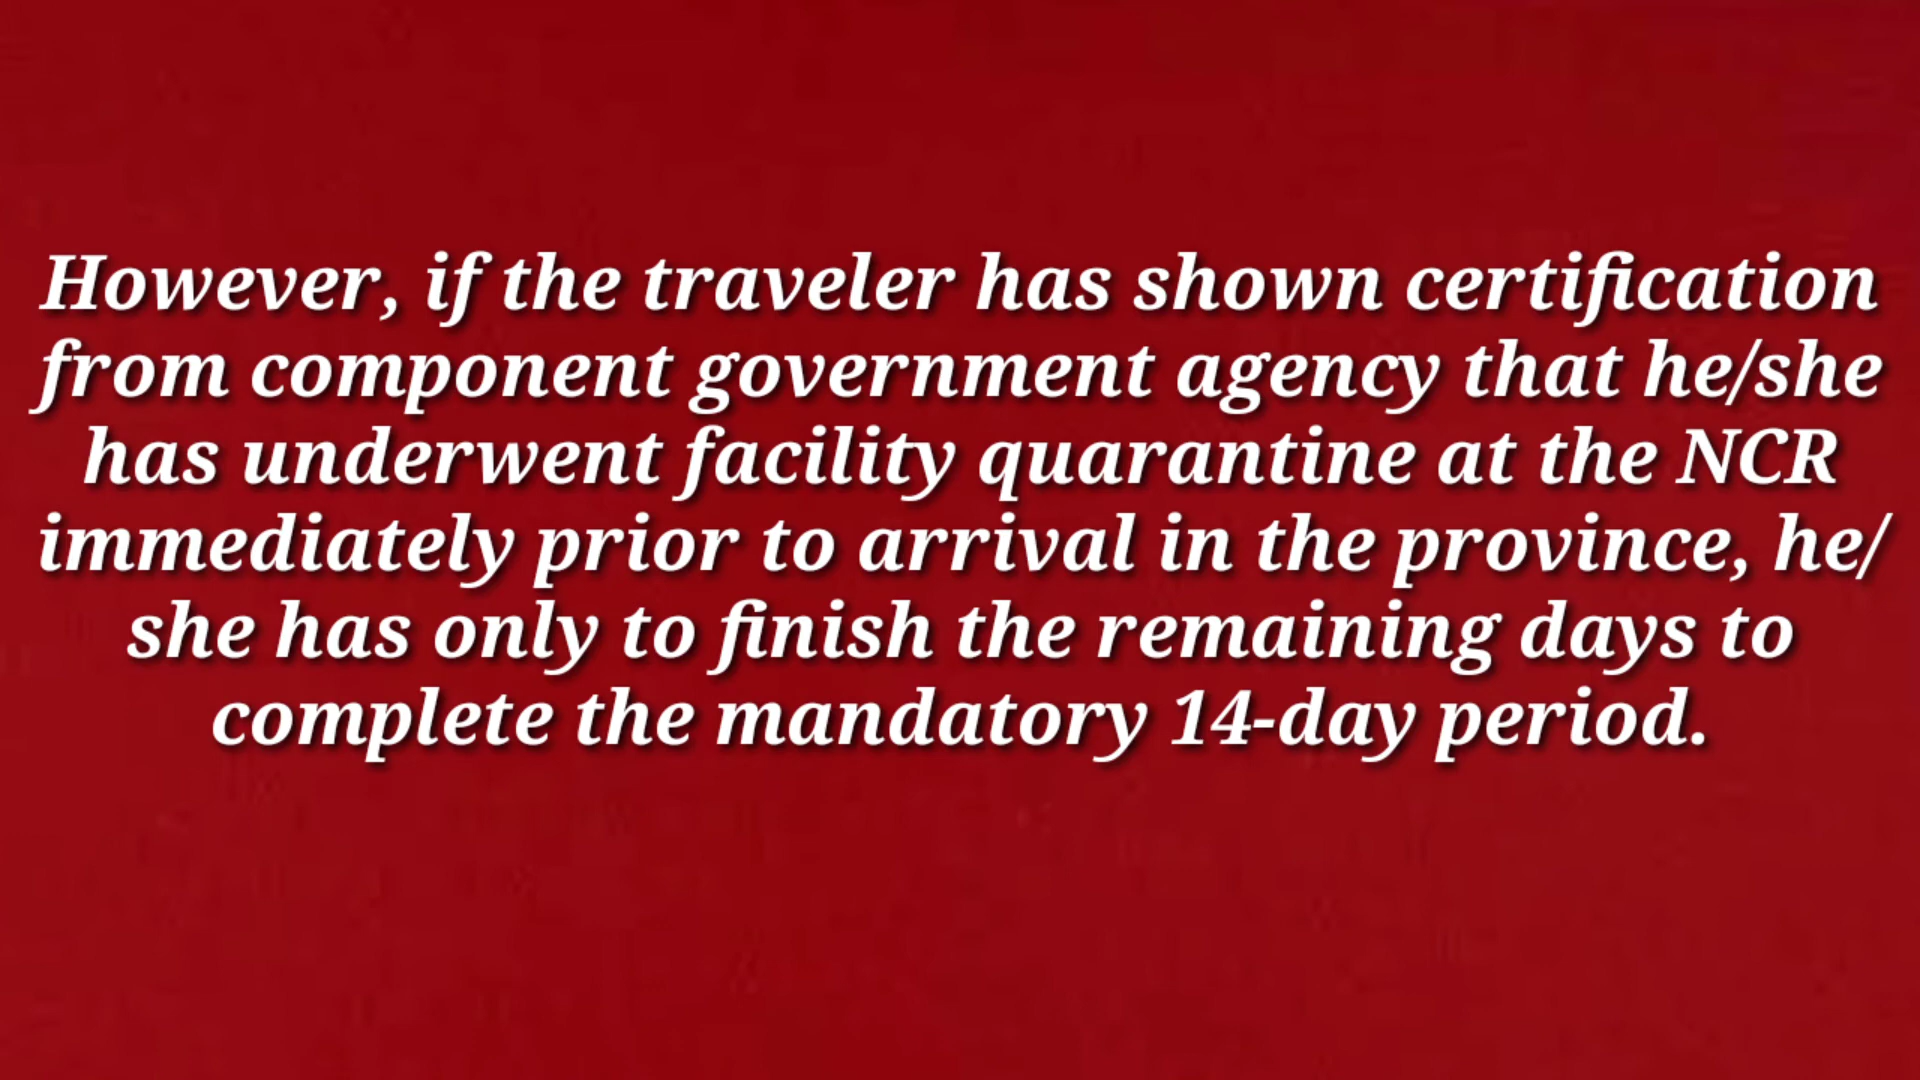 However, if the traveler has shown certification
from component government agency that he/she
has underwent facility quarantine at the NCR
immediately prior to arrival in the province, he/
she has only to finish the remaining days to
complete the mandatory 14-day period.